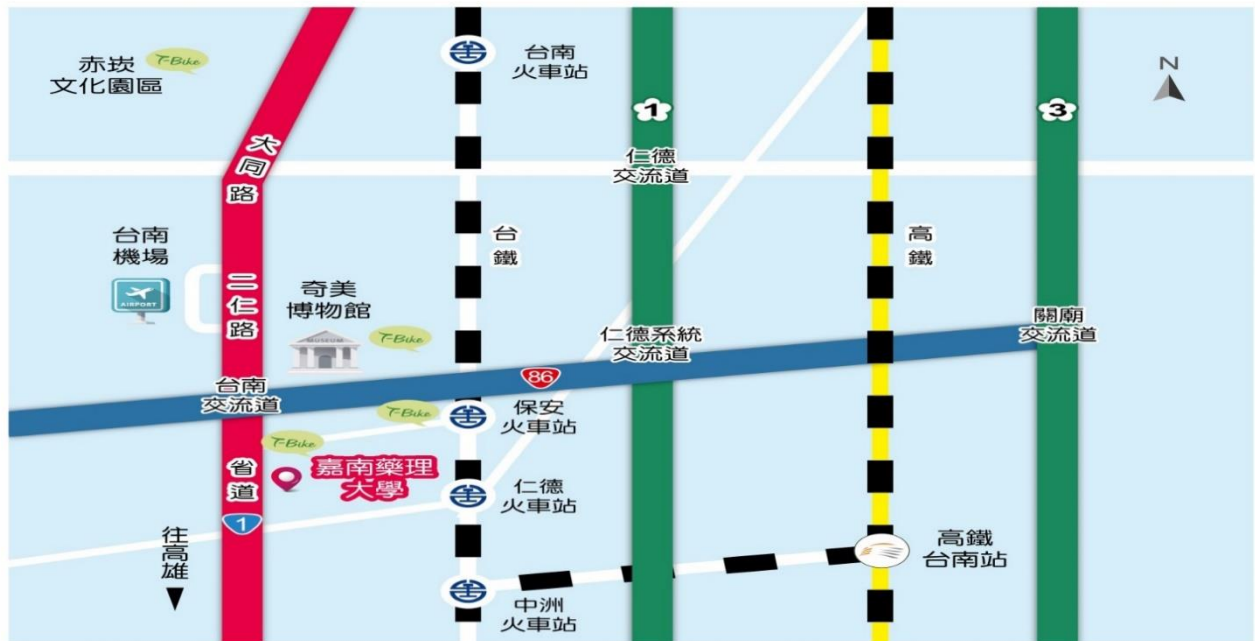 赤崁
文化園區
T-Bike
台南
火車站
N
1
3
大同路
仁德
交流道
台鐵
高鐵
台南
機場
AIRPORT
二仁路
奇美
博物館
MUSEUM
T-Bike
仁德系統
交流道
關廟
交流道
86
台南
交流道
T-Bike
保安
火車站
T-Bike
嘉南藥理
大學
省道
1
仁德
火車站
往高雄
高鐵
台南站
中洲
火車站